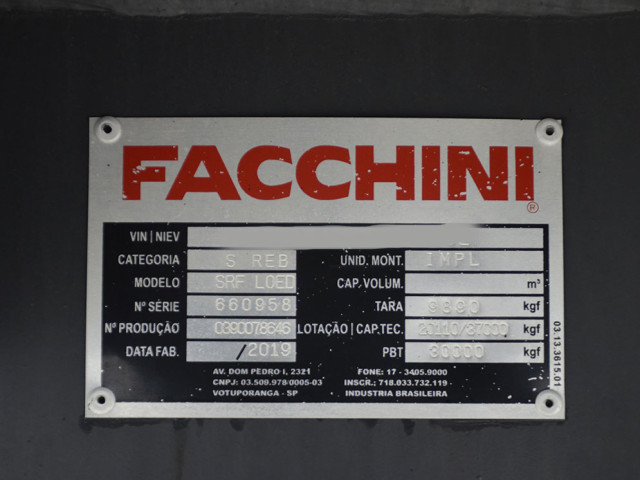 FACCHINI®
VIN | NIEV
CATEGORIA S REB UNID. MONT. IMPL
MODELO SRF LOED CAP. VOLUM. m³
Nº SÉRIE 660958 TARA kgf
Nº PRODUÇÃO 0390078646 LOTAÇÃO | CAP.TEC. kgf
DATA FAB. /2019 PBT 30000 kgf
AV. DOM PEDRO I, 2321 FONE: 17 - 3405.9000
CNPJ: 03.509.978/0005-03 INSCR.: 718.033.732.119
VOTUPORANGA - SP INDUSTRIA BRASILEIRA
03.13.3615.01